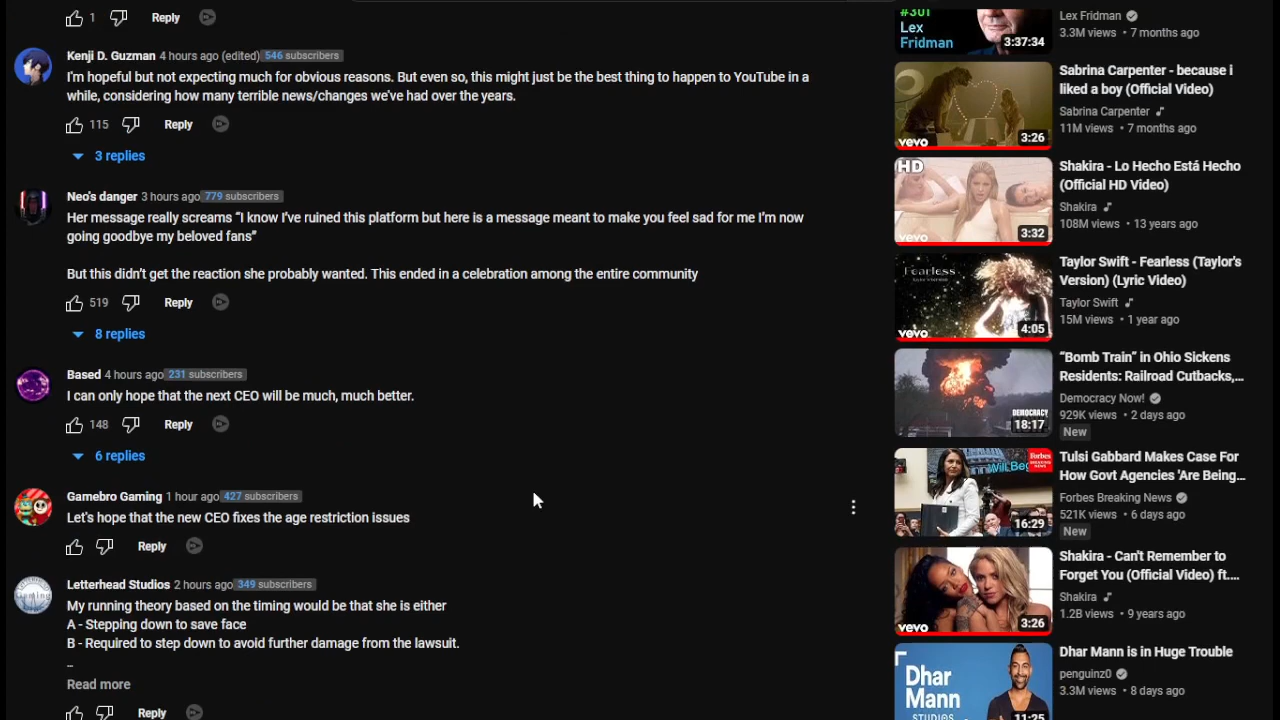 1 Reply
Kenji D. Guzman 4 hours ago (edited) 546 subscribers
I'm hopeful but not expecting much for obvious reasons. But even so, this might just be the best thing to happen to YouTube in a
while, considering how many terrible news/changes we've had over the years.
115 Reply
3 replies
Neo's danger 3 hours ago 779 subscribers
Her message really screams “I know I’ve ruined this platform but here is a message meant to make you feel sad for me I’m now
going goodbye my beloved fans”
But this didn’t get the reaction she probably wanted. This ended in a celebration among the entire community
519 Reply
8 replies
Based 4 hours ago 231 subscribers
I can only hope that the next CEO will be much, much better.
148 Reply
6 replies
Gamebro Gaming 1 hour ago 427 subscribers
Let's hope that the new CEO fixes the age restriction issues
Reply
Letterhead Studios 2 hours ago 349 subscribers
My running theory based on the timing would be that she is either
A - Stepping down to save face
B - Required to step down to avoid further damage from the lawsuit.
_
Read more
Reply
#301
Lex
Fridman
3:37:34
Lex Fridman
3.3M views • 7 months ago
vevo
3:26
Sabrina Carpenter - because i
liked a boy (Official Video)
Sabrina Carpenter
11M views • 7 months ago
HD
vevo
3:32
Shakira - Lo Hecho Está Hecho
(Official HD Video)
Shakira
108M views • 13 years ago
Fearless
vevo
4:05
Taylor Swift - Fearless (Taylor's
Version) (Lyric Video)
Taylor Swift
15M views • 1 year ago
DEMOCRACY
18:17
“Bomb Train” in Ohio Sickens
Residents: Railroad Cutbacks,...
Democracy Now!
929K views • 2 days ago
New
Will Be
Forbes
BREAKING
NEWS
16:29
Tulsi Gabbard Makes Case For
How Govt Agencies 'Are Being...
Forbes Breaking News
521K views • 6 days ago
New
vevo
3:26
Shakira - Can't Remember to
Forget You (Official Video) ft....
Shakira
1.2B views • 9 years ago
Dhar
Mann
STUDIOS
11:25
Dhar Mann is in Huge Trouble
penguinz0
3.3M views • 8 days ago